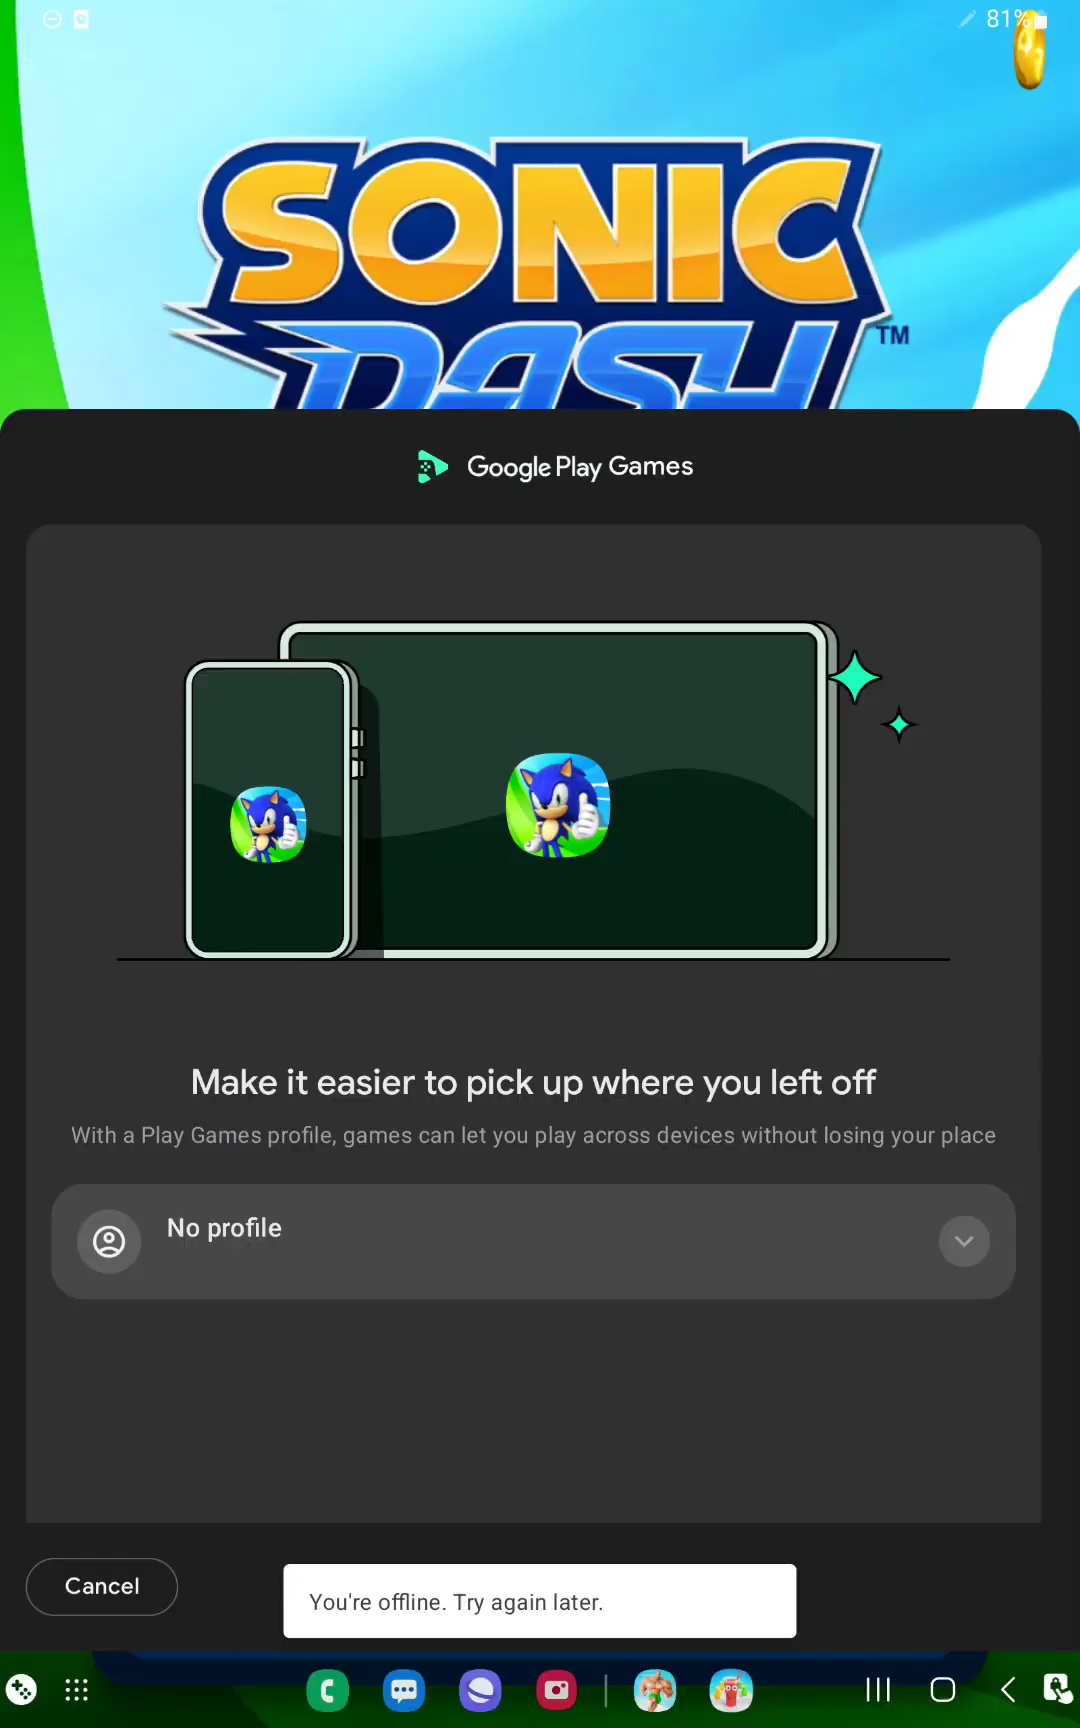 81%
SONIC
DASH™
Google Play Games
Make it easier to pick up where you left off
With a Play Games profile, games can let you play across devices without losing your place
No profile
Cancel
You're offline. Try again later.